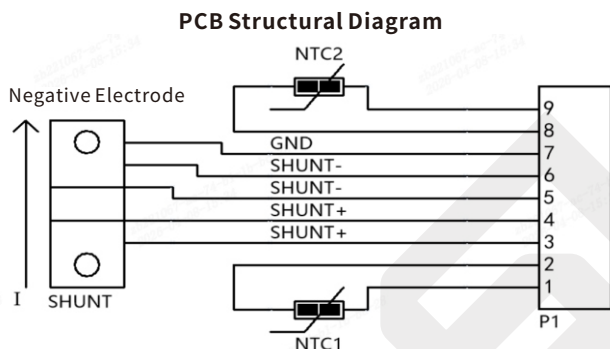 PCB Structural Diagram
NTC2
Negative Electrode
9
8
GND
7
SHUNT-
6
SHUNT-
5
SHUNT+
4
SHUNT+
3
2
1
I
SHUNT
P1
NTC1